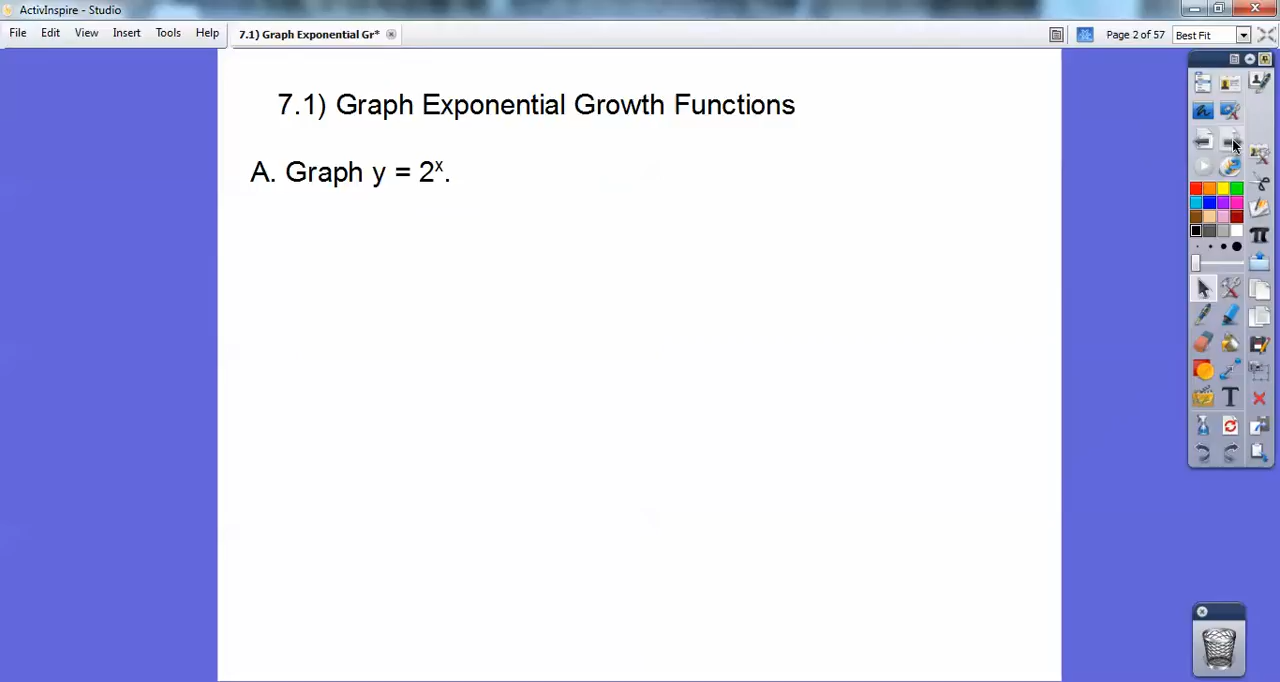 ActivInspire - Studio
File Edit View Insert Tools Help 7.1) Graph Exponential Gr* Page 2 of 57 Best Fit
7.1) Graph Exponential Growth Functions
A. Graph y = 2ˣ.